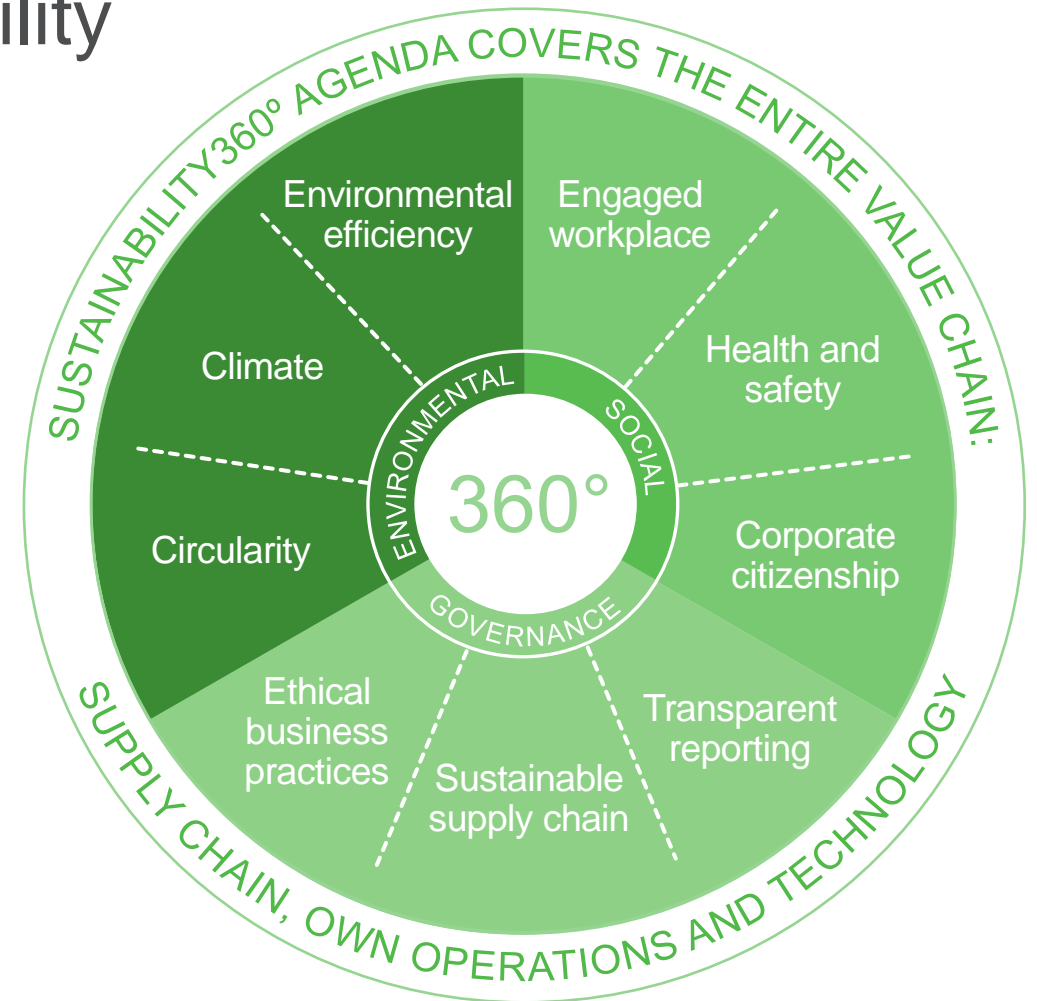 ility
SUSTAINABILITY360° AGENDA COVERS THE ENTIRE VALUE CHAIN:
Environmental
efficiency
Engaged
workplace
Climate
Health and
safety
Circularity
Corporate
citizenship
ENVIRONMENTAL
SOCIAL
360°
GOVERNANCE
Ethical
business
practices
Sustainable
supply chain
Transparent
reporting
SUPPLY CHAIN, OWN OPERATIONS AND TECHNOLOGY